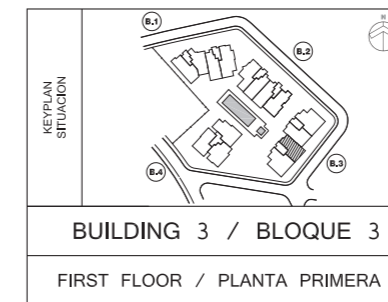 B.1
N
B.2
KEYPLAN
SITUACION
B.4
B.3
BUILDING 3 / BLOQUE 3
FIRST FLOOR / PLANTA PRIMERA